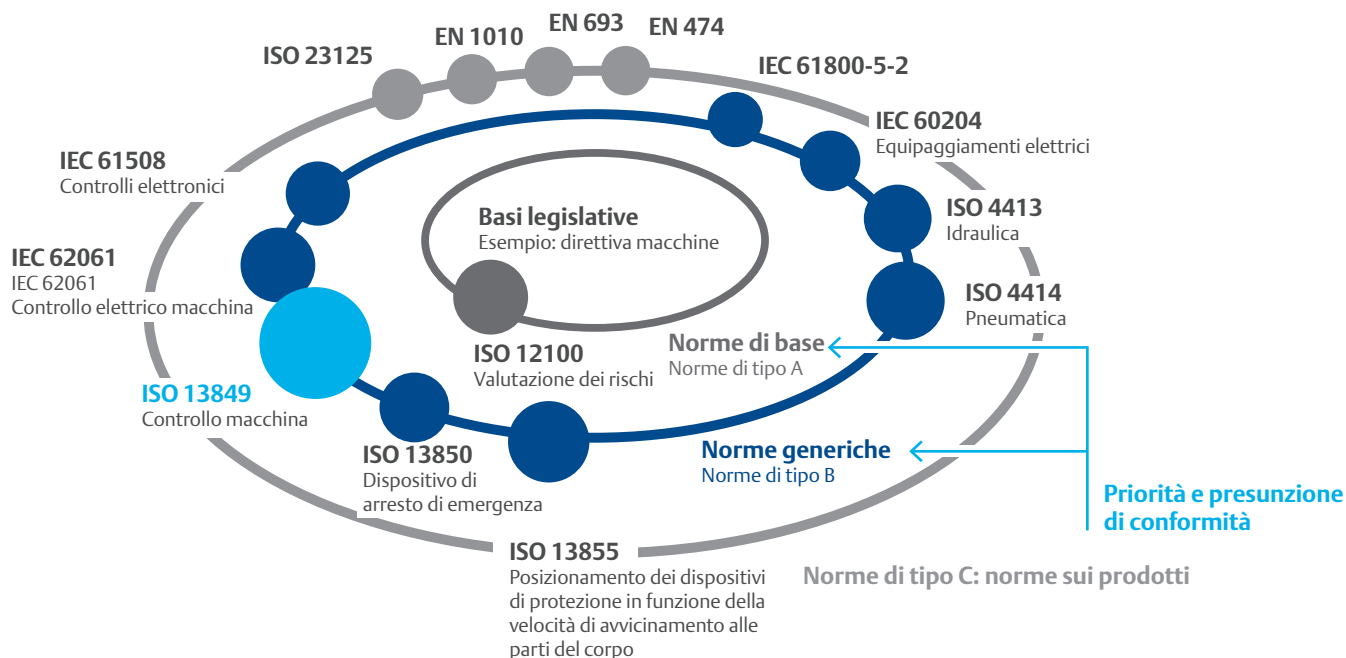 ISO 23125
EN 1010
EN 693
EN 474
IEC 61800-5-2
IEC 60204
Equipaggiamenti elettrici
IEC 61508
Controlli elettronici
ISO 4413
Idraulica
Basi legislative
Esempio: direttiva macchine
IEC 62061
IEC 62061
Controllo elettrico macchina
ISO 4414
Pneumatica
ISO 12100
Valutazione dei rischi
Norme di base
Norme di tipo A
ISO 13849
Controllo macchina
ISO 13850
Dispositivo di
arresto di emergenza
Norme generiche
Norme di tipo B
Priorità e presunzione
di conformità
ISO 13855
Posizionamento dei dispositivi
di protezione in funzione della
velocità di avvicinamento alle
parti del corpo
Norme di tipo C: norme sui prodotti